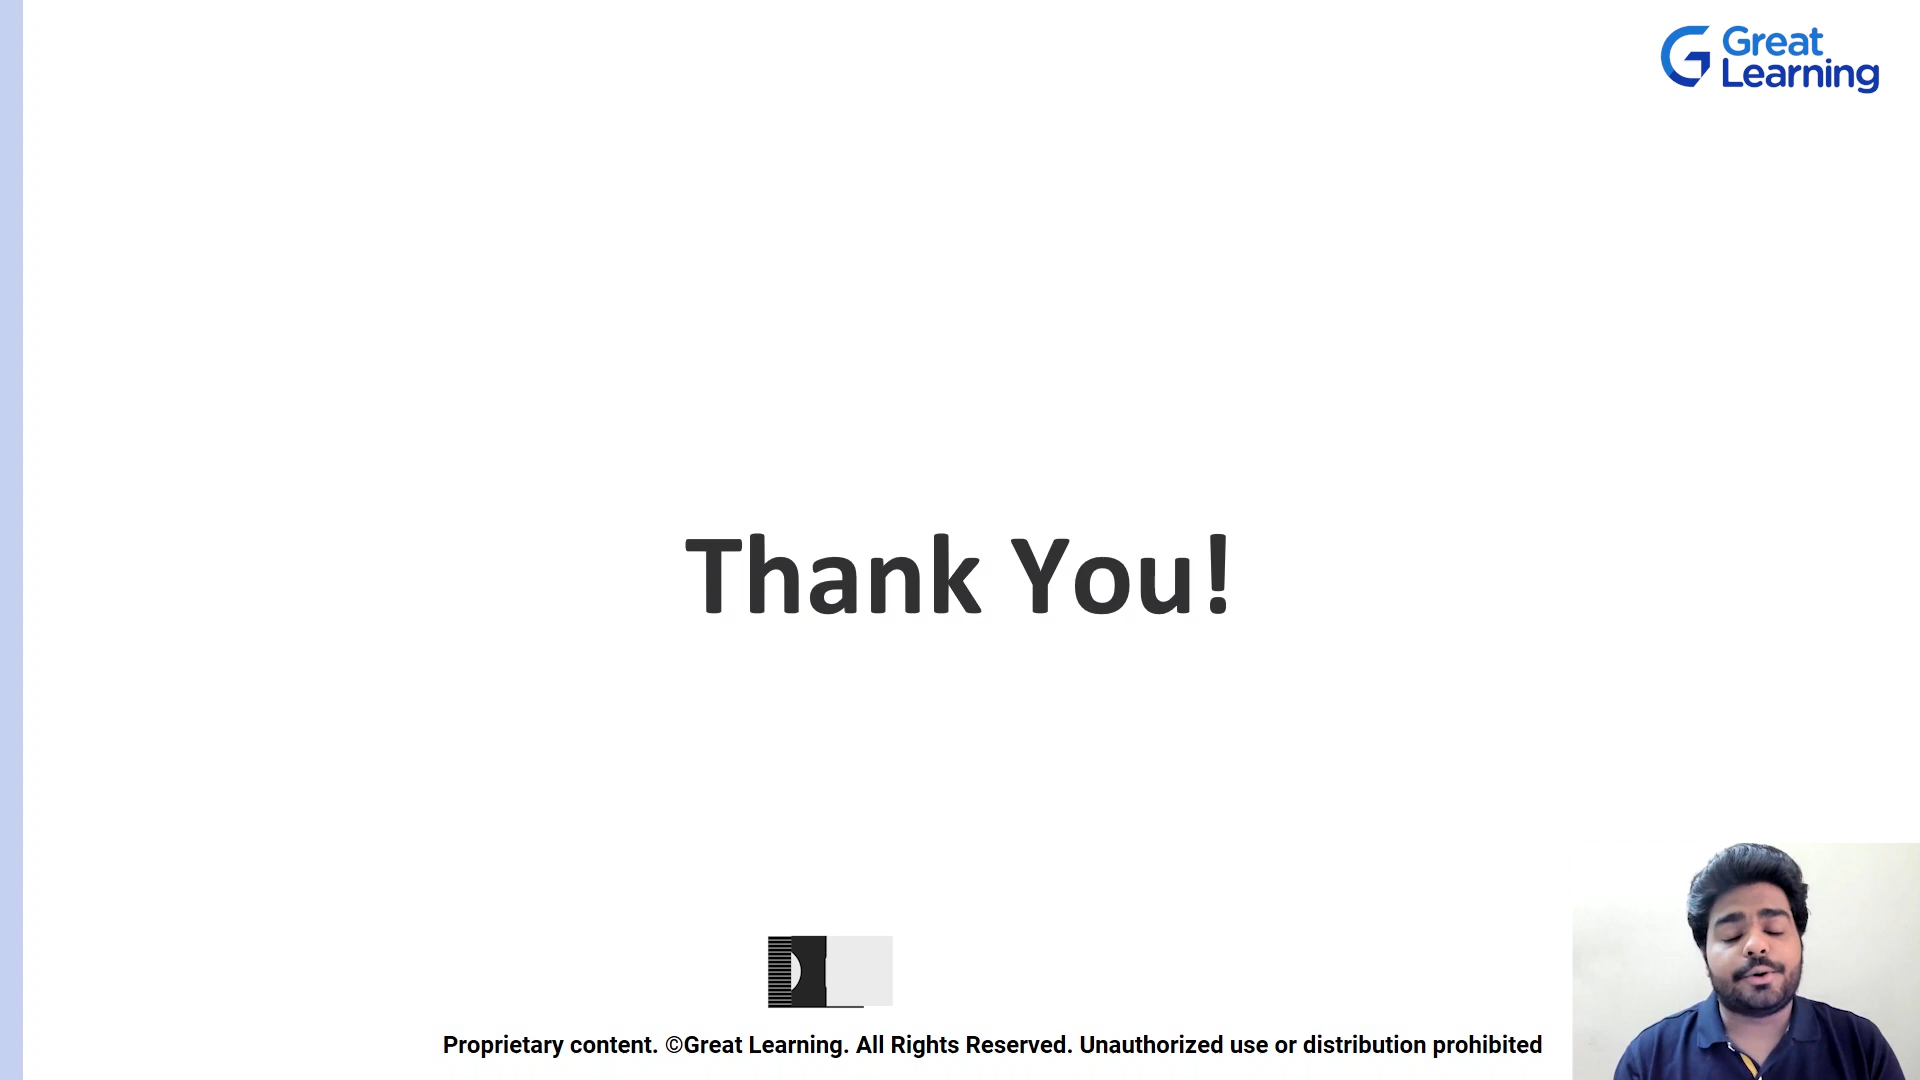 Great
Learning
Thank You!
Proprietary content. ©Great Learning. All Rights Reserved. Unauthorized use or distribution prohibited